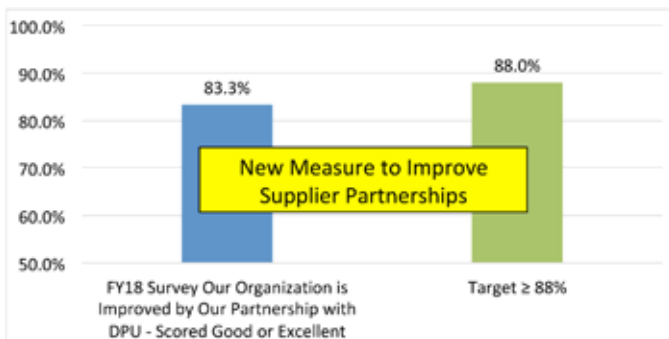 100.0%
90.0%
80.0%
70.0%
60.0%
50.0%
83.3%
88.0%
New Measure to Improve
Supplier Partnerships
FY18 Survey Our Organization is
Improved by Our Partnership with
DPU - Scored Good or Excellent
Target ≥ 88%